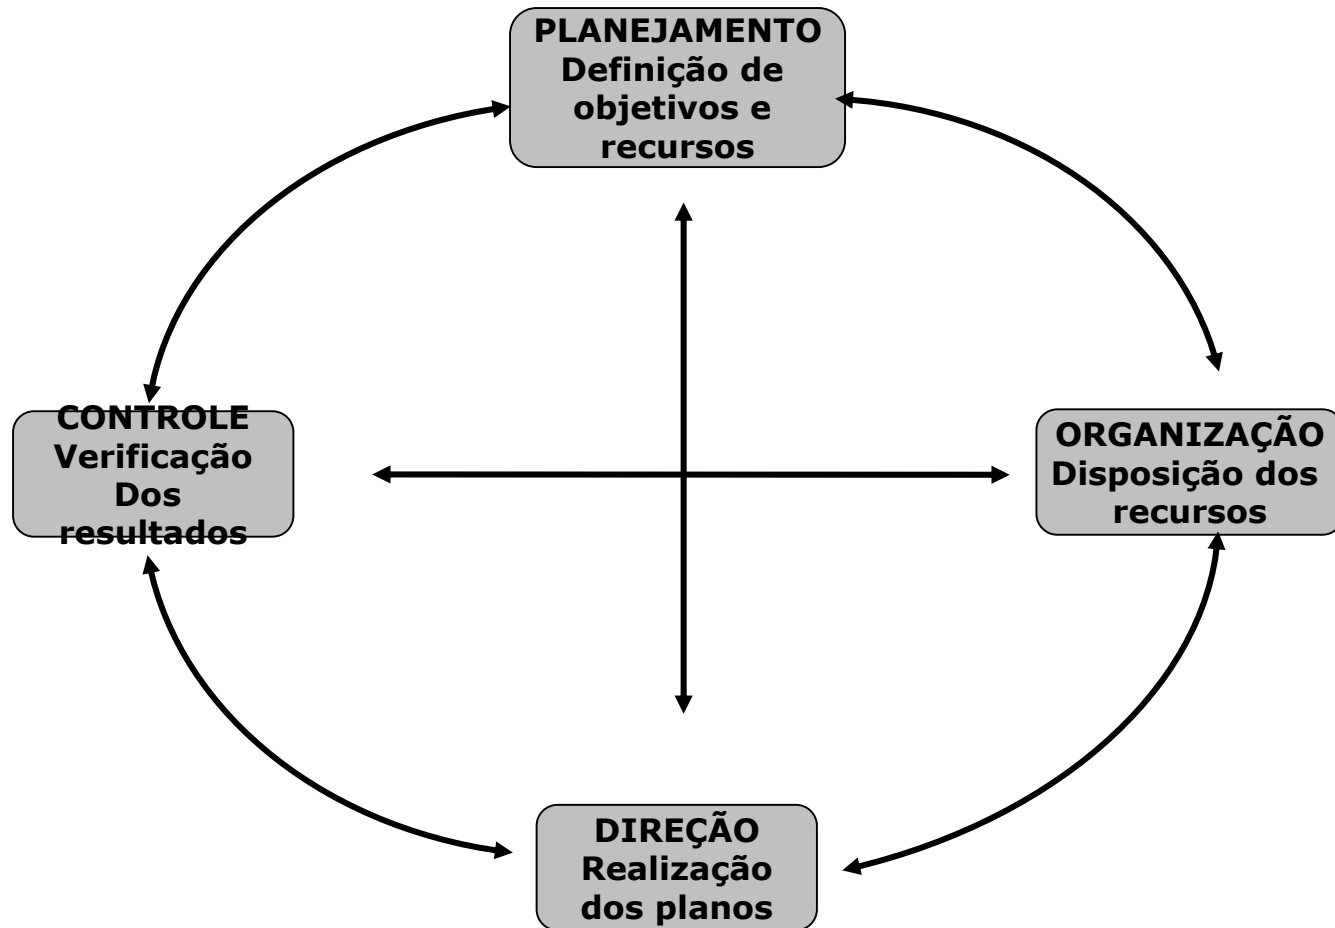 PLANEJAMENTO
Definição de
objetivos e
recursos
CONTROLE
Verificação
Dos
resultados
ORGANIZAÇÃO
Disposição dos
recursos
DIREÇÃO
Realização
dos planos